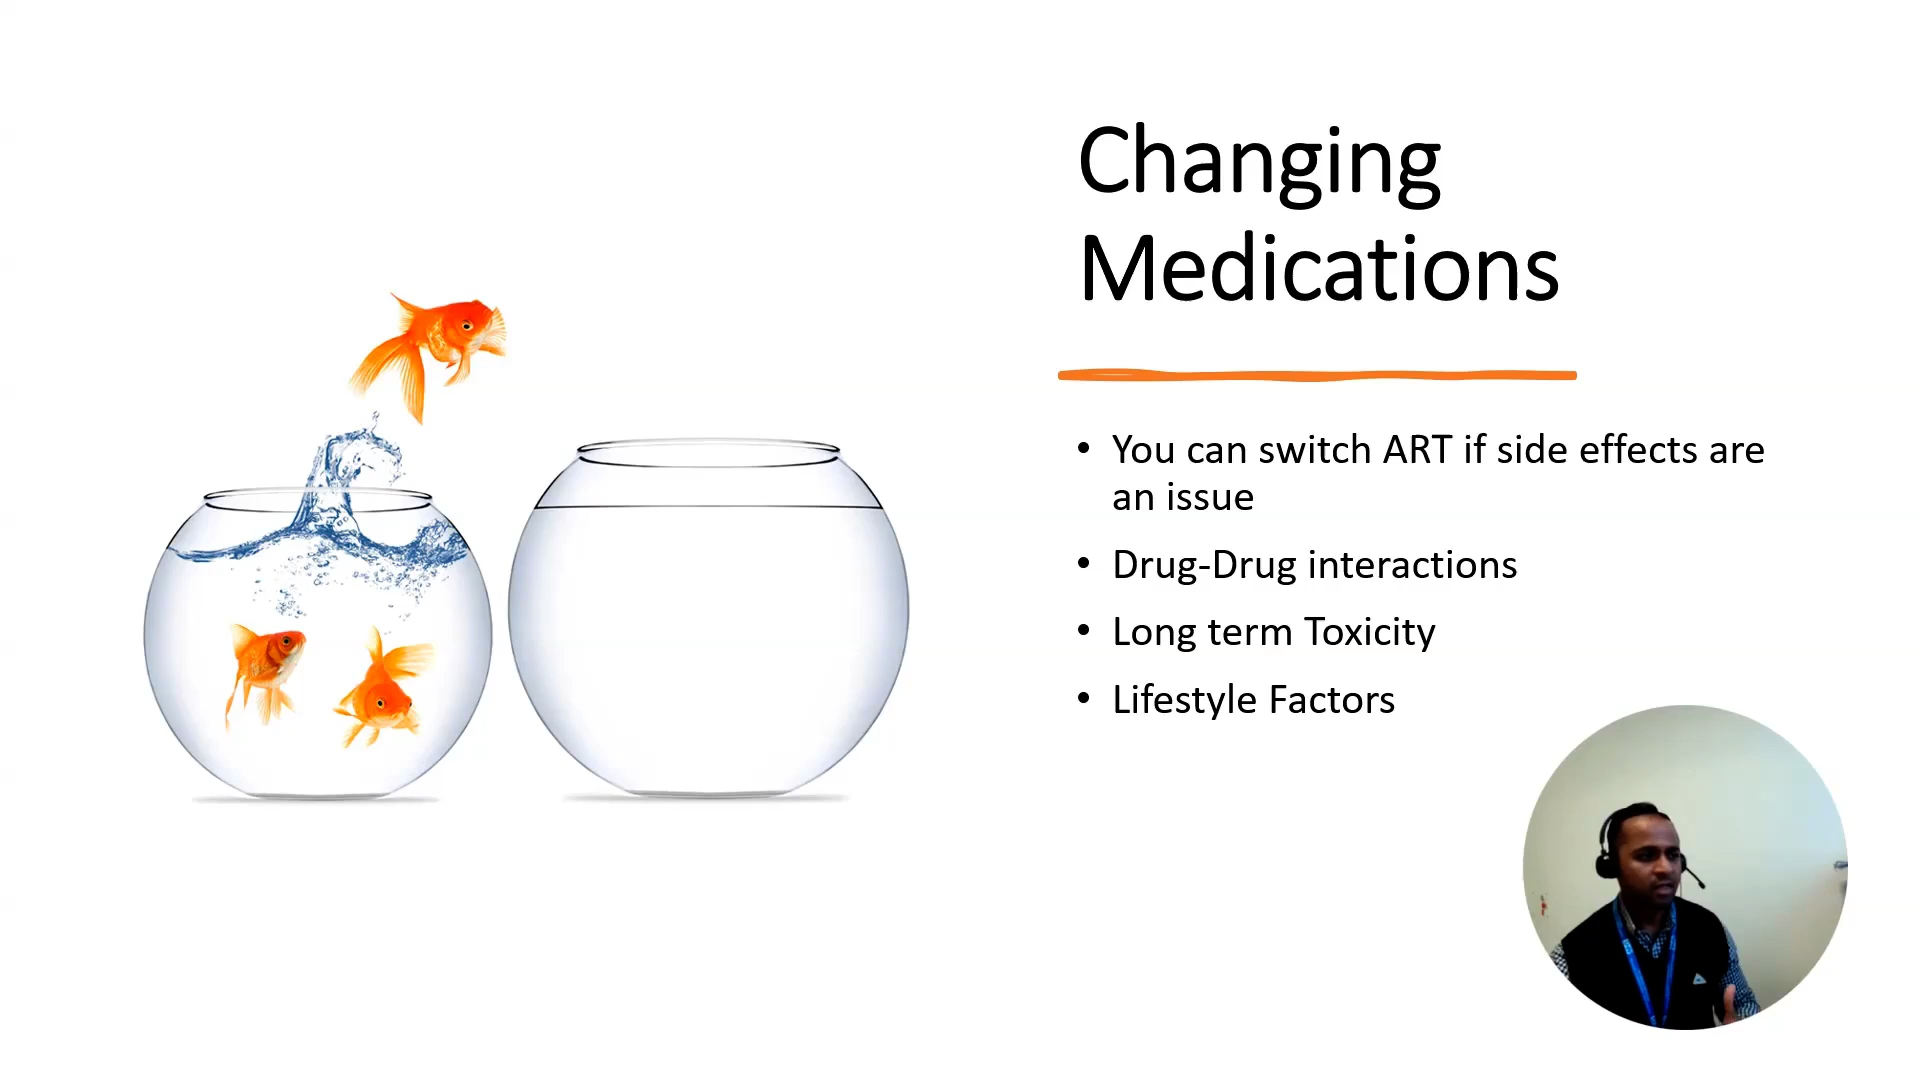 Changing
Medications
• You can switch ART if side effects are
an issue
• Drug-Drug interactions
• Long term Toxicity
• Lifestyle Factors